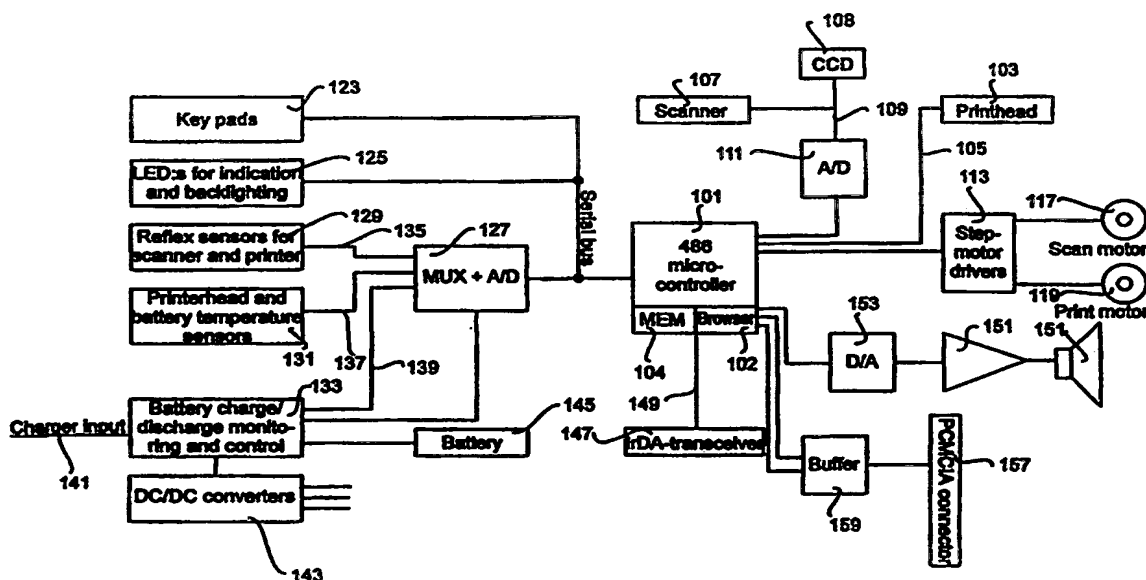 108
CCD
107
Scanner
109
103
Printhead
123
Key pads
111
A/D
105
125
LED:s for indication
and backlighting
Serial bus
101
486
micro-
controller
MEM
Browser
104
102
113
Step-
motor
drivers
117
Scan motor
119
Print motor
129
Reflex sensors for
scanner and printer
135
127
MUX + A/D
Printerhead and
battery temperature
sensors
131
137
139
153
D/A
151
151
133
Battery charge/
discharge monito-
ring and control
Charger input
141
145
Battery
149
147
IrDA-transceiver
Buffer
159
PCMCIA connector
157
DC/DC converters
143